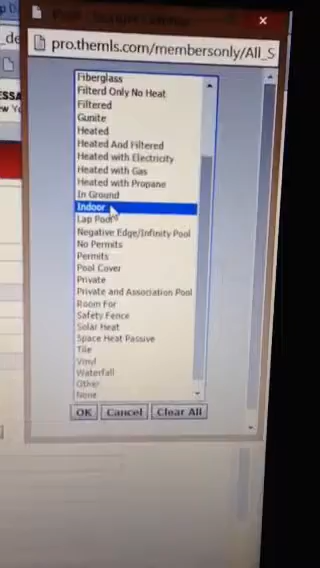 pro.themls.com/membersonly/All_S
Fiberglass
Filterd Only No Heat
Filtered
Gunite
Heated
Heated And Filtered
Heated with Electricity
Heated with Gas
Heated with Propane
In Ground
Indoor
Lap Pool
Negative Edge/Infinity Pool
No Permits
Permits
Pool Cover
Private
Private and Association Pool
Room For
Safety Fence
Solar Heat
Space Heat Passive
Tile
Vinyl
Waterfall
Other
None
OK Cancel Clear All